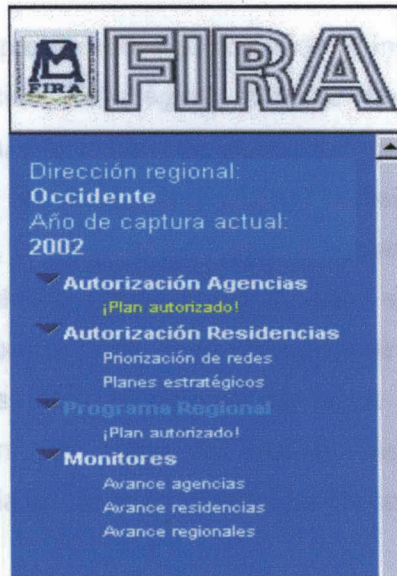 FIRA
FIRA
Dirección regional:
Occidente
Año de captura actual:
2002
Autorización Agencias
¡Plan autorizado!
Autorización Residencias
Priorización de redes
Planes estratégicos
Programa Regional
¡Plan autorizado!
Monitores
Avance agencias
Avance residencias
Avance regionales